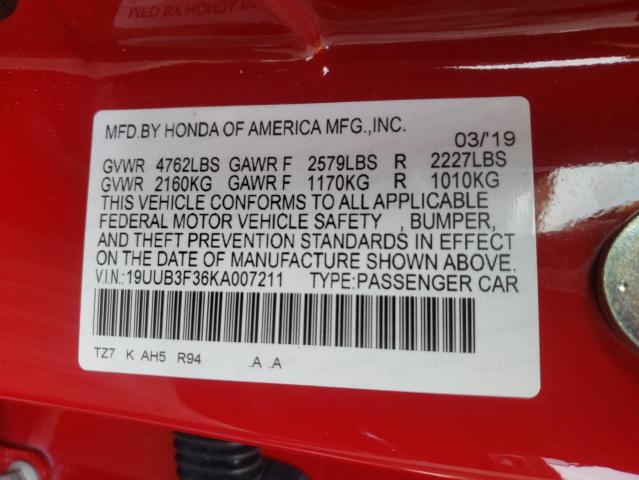 MFD.BY HONDA OF AMERICA MFG.,INC.
03/'19
GVWR 4762LBS GAWR F 2579LBS R 2227LBS
GVWR 2160KG GAWR F 1170KG R 1010KG
THIS VEHICLE CONFORMS TO ALL APPLICABLE
FEDERAL MOTOR VEHICLE SAFETY , BUMPER,
AND THEFT PREVENTION STANDARDS IN EFFECT
ON THE DATE OF MANUFACTURE SHOWN ABOVE.
V.I.N.:19UUB3F36KA007211 TYPE:PASSENGER CAR
TZ7 K AH5 R94 .A .A